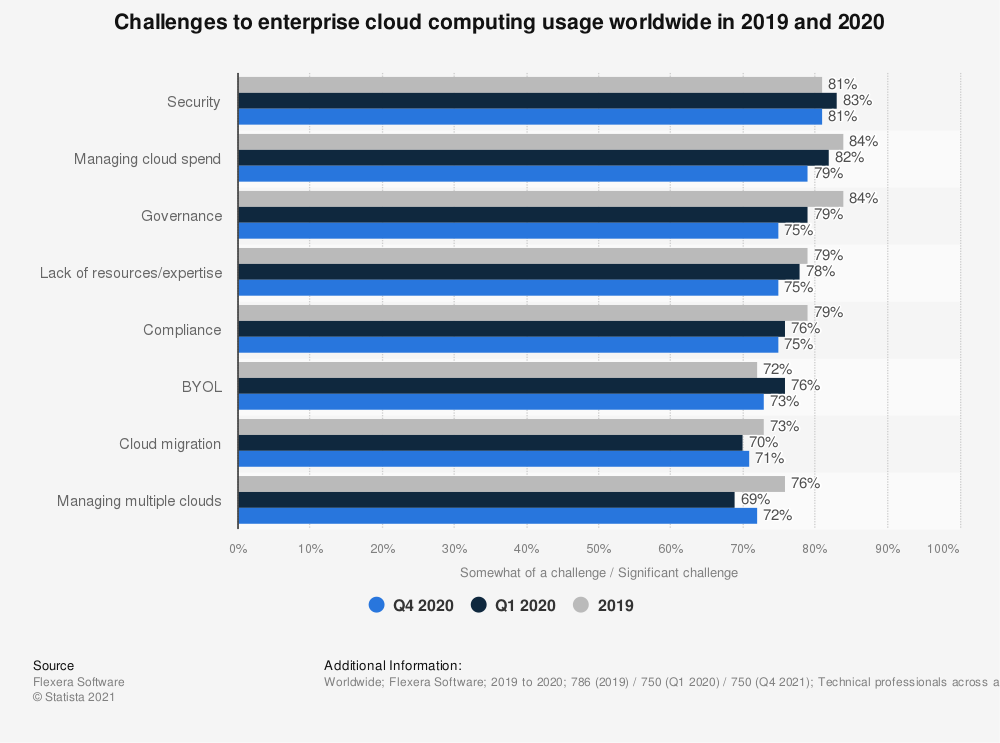 Challenges to enterprise cloud computing usage worldwide in 2019 and 2020
Security
81%
83%
81%
Managing cloud spend
84%
82%
79%
Governance
84%
79%
75%
Lack of resources/expertise
79%
78%
75%
Compliance
79%
76%
75%
BYOL
72%
76%
73%
Cloud migration
73%
70%
71%
Managing multiple clouds
76%
69%
72%
0% 10% 20% 30% 40% 50% 60% 70% 80% 90% 100%
Somewhat of a challenge / Significant challenge
Q4 2020 Q1 2020 2019
Source
Flexera Software
© Statista 2021
Additional Information:
Worldwide; Flexera Software; 2019 to 2020; 786 (2019) / 750 (Q1 2020) / 750 (Q4 2021); Technical professionals across a